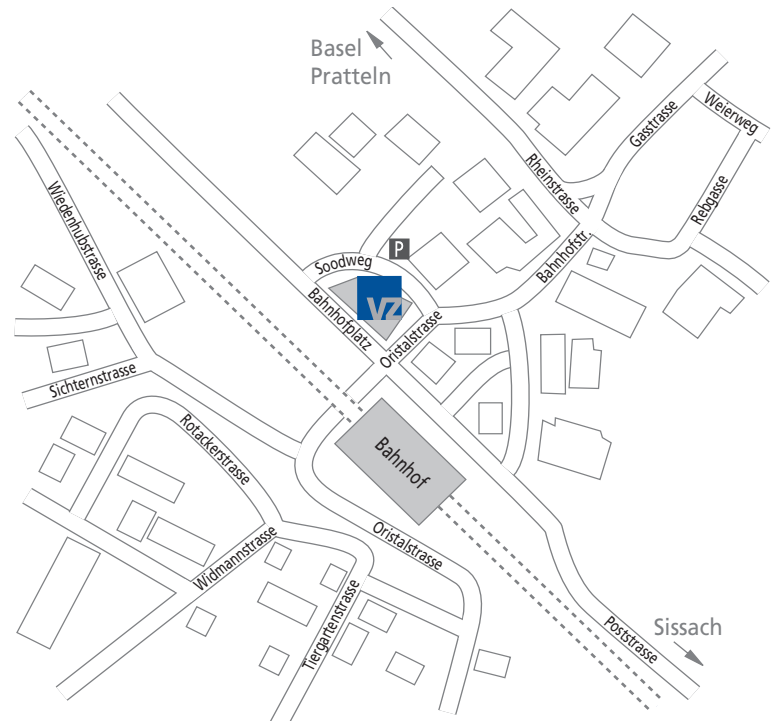 Basel
Pratteln
Weierweg
Gasstrasse
Rheinstrasse
Rebgasse
Wiedenhubstrasse
P
Bahnhofstr.
Soodweg
VZ
Bahnhofplatz
Oristalstrasse
Sichternstrasse
Rotackerstrasse
Bahnhof
Oristalstrasse
Widmannstrasse
Tiergartenstrasse
Poststrasse
Sissach